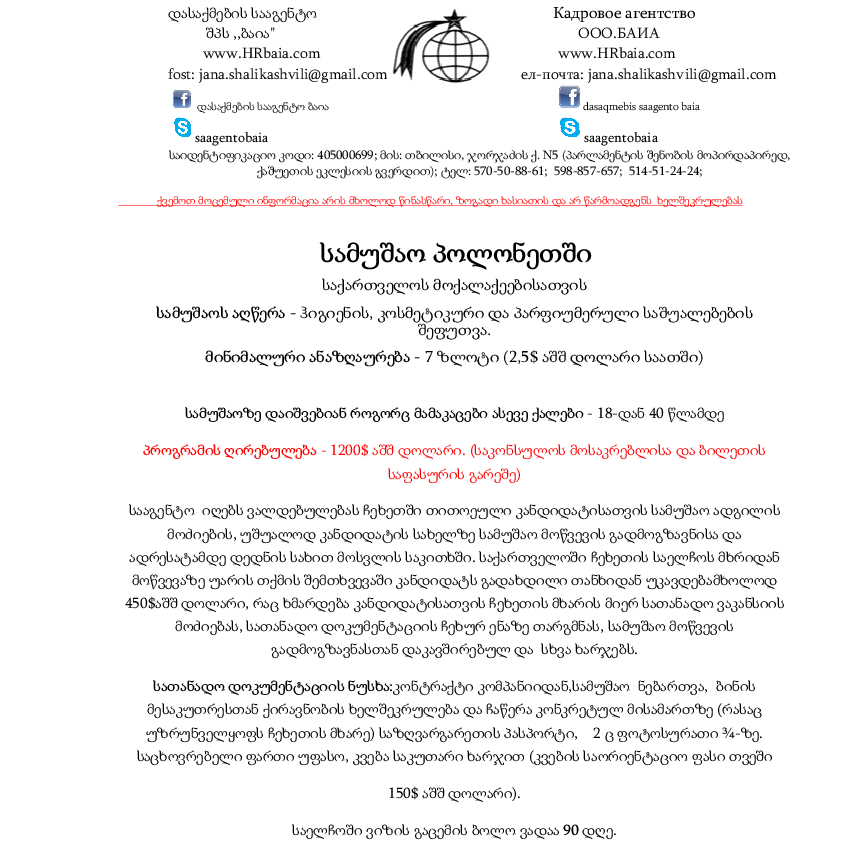 დასაქმების სააგენტო
შპს ,,ბაია"
www.HRbaia.com
fost: jana.shalikashvili@gmail.com
დასაქმების სააგენტო ბაია
saagentobaia
Кадровое агентство
ООО.БАИА
www.HRbaia.com
ел-почта: jana.shalikashvili@gmail.com
dasaqmebis saagento baia
saagentobaia
საიდენტიფიკაციო კოდი: 405000699; მის: თბილისი, ჯორჯაძის ქ. N5 (პარლამენტის შენობის მოპირდაპირედ,
ქაშუეთის ეკლესიის გვერდით); ტელ: 570-50-88-61; 598-857-657; 514-51-24-24;
ქვემოთ მოცემული ინფორმაცია არის მხოლოდ წინასწარი, ზოგადი ხასიათის და არ წარმოადგენს ხელშეკრულებას
სამუშაო პოლონეთში
საქართველოს მოქალაქეებისათვის
სამუშაოს აღწერა - ჰიგიენის, კოსმეტიკური და პარფიუმერული საშუალებების
შეფუთვა.
მინიმალური ანაზღაურება - 7 ზლოტი (2,5$ აშშ დოლარი საათში)
სამუშაოზე დაიშვებიან როგორც მამაკაცები ასევე ქალები - 18-დან 40 წლამდე
პროგრამის ღირებულება - 1200$ აშშ დოლარი. (საკონსულოს მოსაკრებლისა და ბილეთის
საფასურის გარეშე)
სააგენტო იღებს ვალდებულებას ჩეხეთში თითოეული კანდიდატისათვის სამუშაო ადგილის
მოძიების, უშუალოდ კანდიდატის სახელზე სამუშაო მოწვევის გადმოგზავნისა და
ადრესატამდე დედნის სახით მოსვლის საკითხში. საქართველოში ჩეხეთის საელჩოს მხრიდან
მოწვევაზე უარის თქმის შემთხვევაში კანდიდატს გადახდილი თანხიდან უკავდებამხოლოდ
450$აშშ დოლარი, რაც ხმარდება კანდიდატისათვის ჩეხეთის მხარის მიერ სათანადო ვაკანსიის
მოძიებას, სათანადო დოკუმენტაციის ჩეხურ ენაზე თარგმნას, სამუშაო მოწვევის
გადმოგზავნასთან დაკავშირებულ და სხვა ხარჯებს.
სათანადო დოკუმენტაციის ნუსხა:კონტრაქტი კომპანიიდან,სამუშაო ნებართვა, ბინის
მესაკუთრესთან ქირავნობის ხელშეკრულება და ჩაწერა კონკრეტულ მისამართზე (რასაც
უზრუნველყოფს ჩეხეთის მხარე) საზღვარგარეთის პასპორტი, 2 ც ფოტოსურათი ¾-ზე.
საცხოვრებელი ფართი უფასო, კვება საკუთარი ხარჯით (კვების საორიენტაციო ფასი თვეში
150$ აშშ დოლარი).
საელჩოში ვიზის გაცემის ბოლო ვადაა 90 დღე.